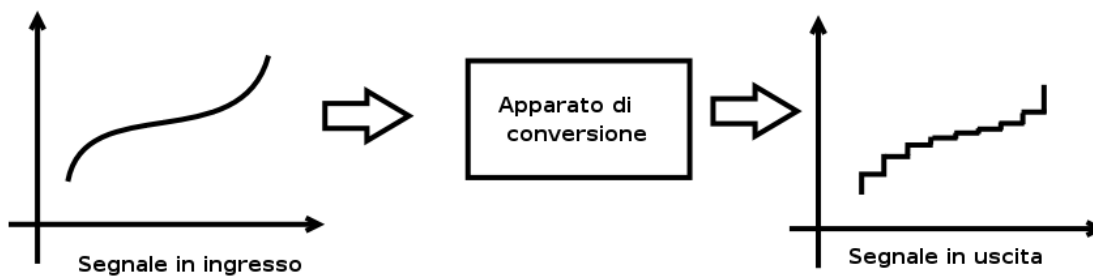 Segnale in ingresso
Apparato di
conversione
Segnale in uscita